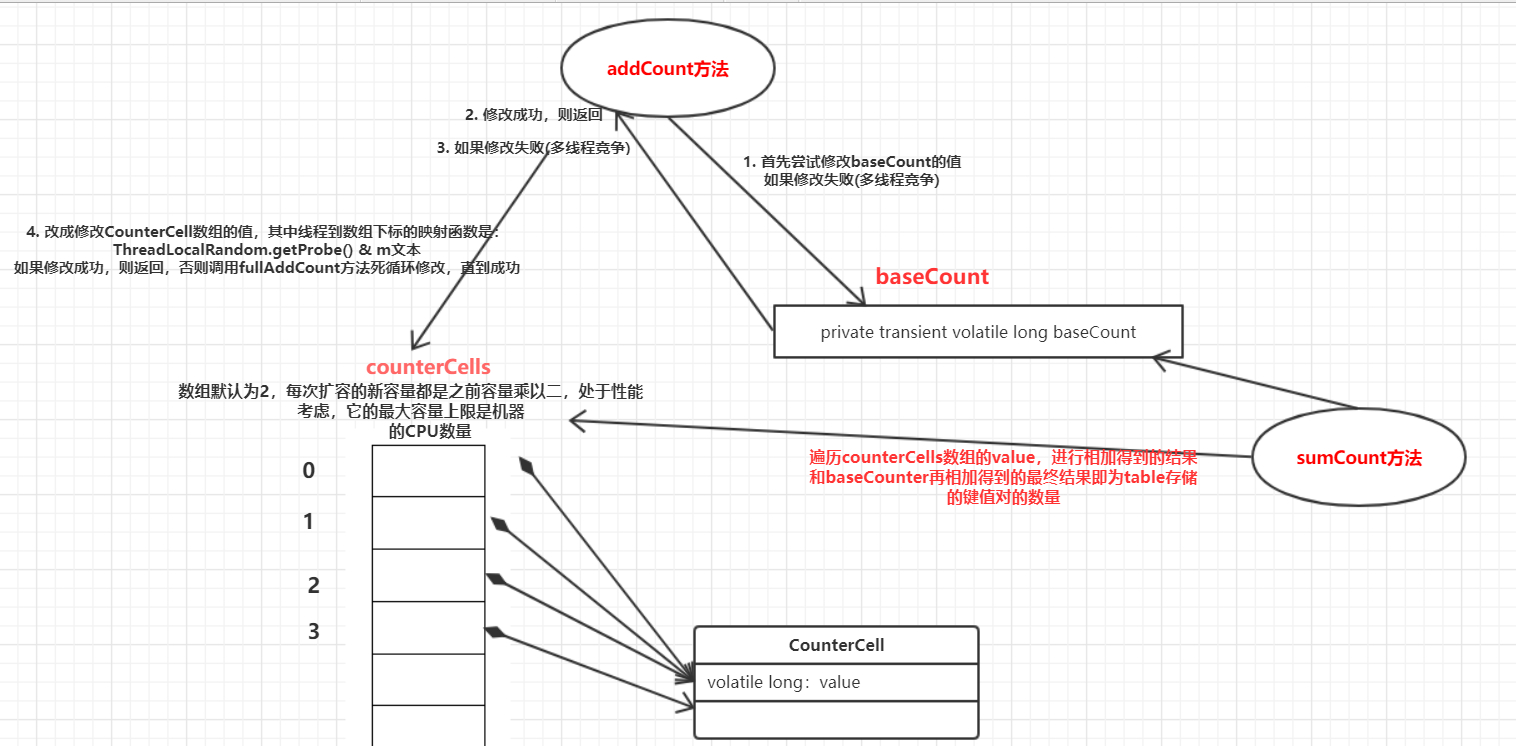 addCount方法
2. 修改成功，则返回
3. 如果修改失败(多线程竞争)
1. 首先尝试修改baseCount的值
如果修改失败(多线程竞争)
4. 改成修改CounterCell数组的值，其中线程到数组下标的映射函数是：
ThreadLocalRandom.getProbe() & m文本
如果修改成功，则返回，否则调用fullAddCount方法死循环修改，直到成功
baseCount
private transient volatile long baseCount
counterCells
数组默认为2，每次扩容的新容量都是之前容量乘以二，处于性能
考虑，它的最大容量上限是机器
的CPU数量
遍历counterCells数组的value，进行相加得到的结果
和baseCounter再相加得到的最终结果即为table存储
的键值对的数量
sumCount方法
0
1
2
3
CounterCell
volatile long：value